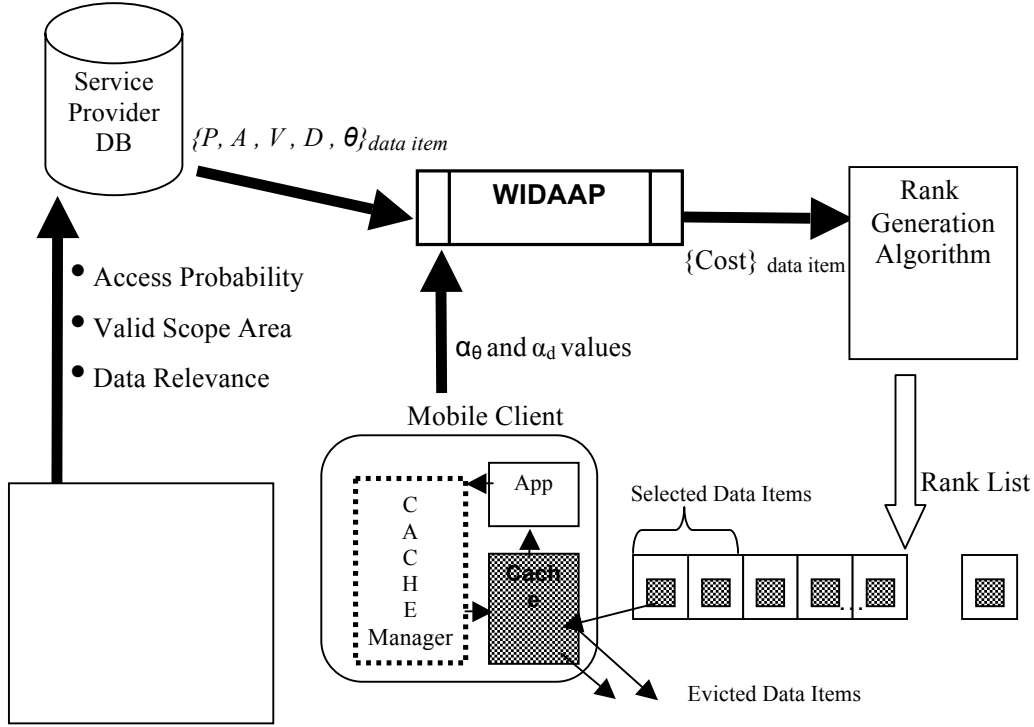 Service
Provider
DB
{P, A , V , D , θ}data item
WIDAAP
Rank
Generation
Algorithm
{Cost} data item
• Access Probability
• Valid Scope Area
• Data Relevance
αθ and αd values
Mobile Client
App
C
A
C
H
E
Manager
Cach
e
Selected Data Items
Rank List
...
Evicted Data Items